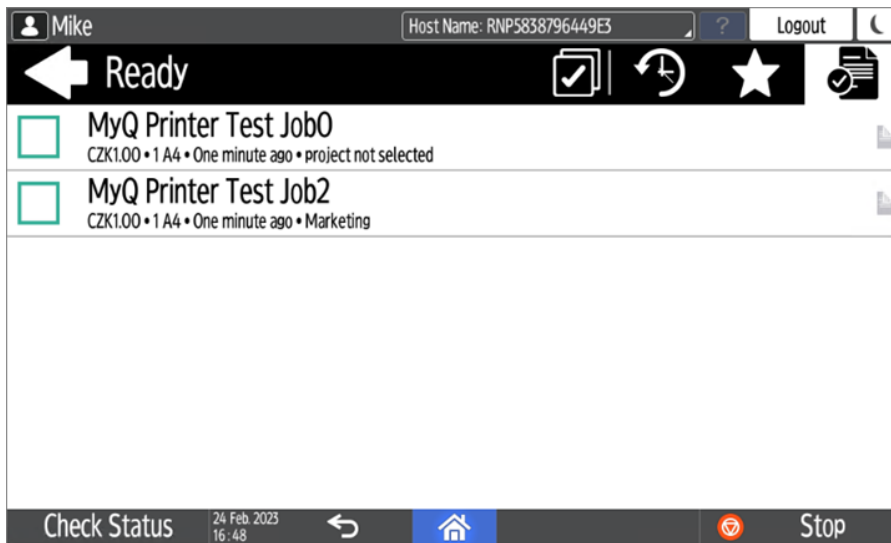 Mike
Host Name: RNP5838796449E3
?
Logout
Ready
MyQ Printer Test Job0
CZK1.00 • 1 A4 • One minute ago • project not selected
MyQ Printer Test Job2
CZK1.00 • 1 A4 • One minute ago • Marketing
Check Status
24 Feb. 2023
16:48
Stop